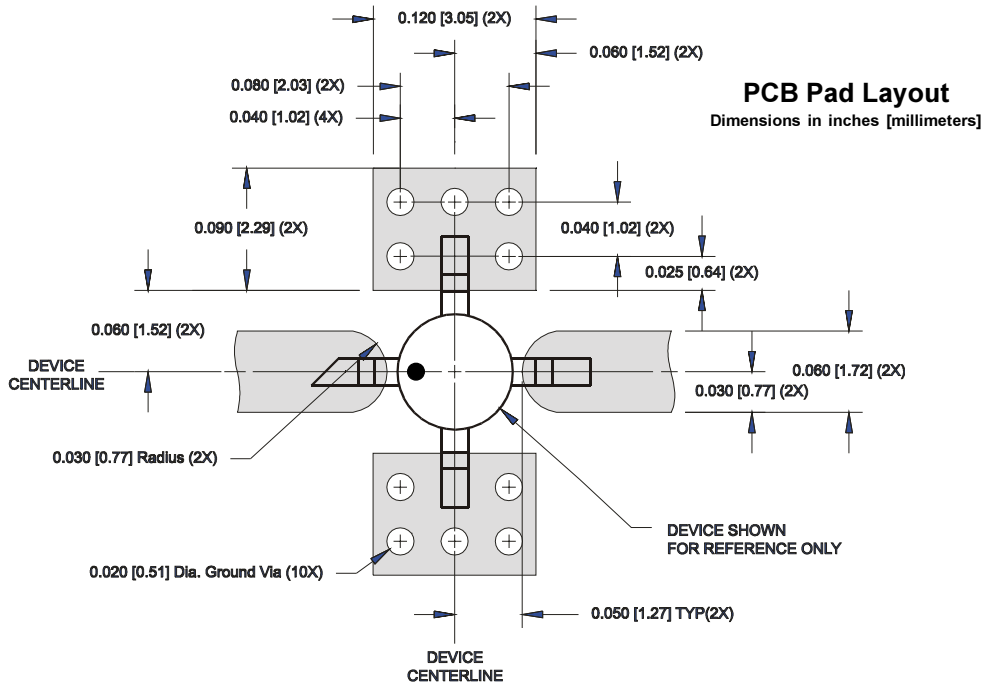 0.120 [3.05] (2X)
0.060 [1.52] (2X)
0.080 [2.03] (2X)
PCB Pad Layout
0.040 [1.02] (4X)
Dimensions in inches [millimeters]
0.090 [2.29] (2X)
0.040 [1.02] (2X)
0.025 [0.64] (2X)
0.060 [1.52] (2X)
DEVICE
CENTERLINE
0.060 [1.72] (2X)
0.030 [0.77] (2X)
0.030 [0.77] Radius (2X)
DEVICE SHOWN
FOR REFERENCE ONLY
0.020 [0.51] Dia. Ground Via (10X)
0.050 [1.27] TYP(2X)
DEVICE
CENTERLINE